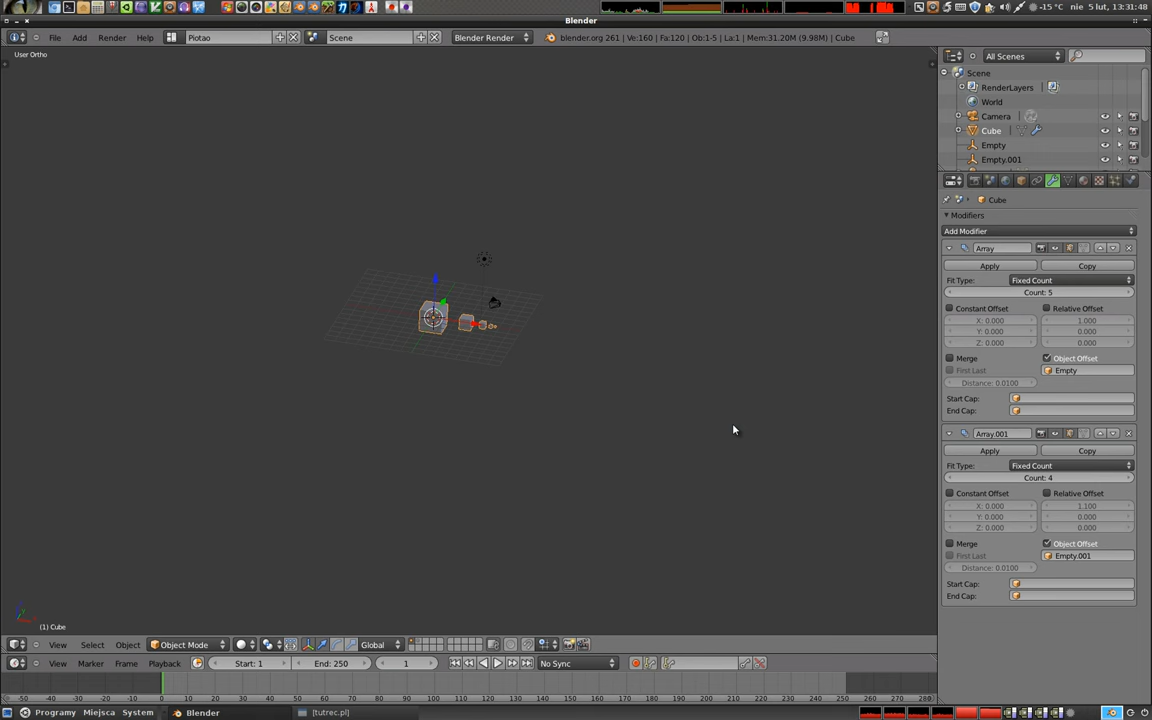 -15 °C nie 5 lut, 13:31:48
Blender
File Add Render Help Piotao Scene Blender Render blender.org 261 | Ve:160 | Fa:120 | Ob:1-5 | La:1 | Mem:31.20M (9.98M) | Cube
User Ortho
All Scenes
Scene
RenderLayers
World
Camera
Cube
Empty
Empty.001
Cube
Modifiers
Add Modifier
Array
Apply Copy
Fit Type: Fixed Count
Count: 5
Constant Offset Relative Offset
X: 0.000 1.000
Y: 0.000 0.000
Z: 0.000 0.000
Merge Object Offset
First Last Empty
Distance: 0.0100
Start Cap:
End Cap:
Array.001
Apply Copy
Fit Type: Fixed Count
Count: 4
Constant Offset Relative Offset
X: 0.000 1.100
Y: 0.000 0.000
Z: 0.000 0.000
Merge Object Offset
First Last Empty.001
Distance: 0.0100
Start Cap:
End Cap:
(1) Cube
View Select Object Object Mode Global
View Marker Frame Playback Start: 1 End: 250 1 No Sync
-50 -40 -30 -20 -10 0 10 20 30 40 50 60 70 80 90 100 110 120 130 140 150 160 170 180 190 200 210 220 230 240 250 260 270 280
Programy Miejsca System Blender [tutrec.pl]